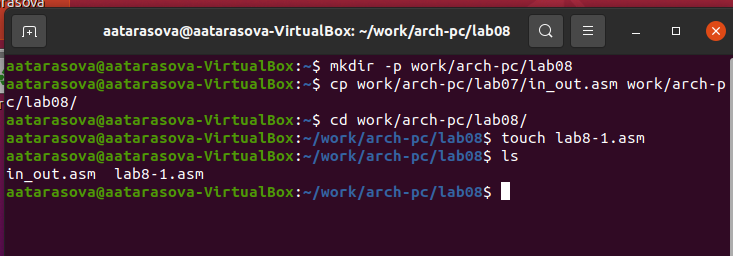 rasova
aatarasova@aatarasova-VirtualBox: ~/work/arch-pc/lab08
aatarasova@aatarasova-VirtualBox:~$ mkdir -p work/arch-pc/lab08
aatarasova@aatarasova-VirtualBox:~$ cp work/arch-pc/lab07/in_out.asm work/arch-p
c/lab08/
aatarasova@aatarasova-VirtualBox:~$ cd work/arch-pc/lab08/
aatarasova@aatarasova-VirtualBox:~/work/arch-pc/lab08$ touch lab8-1.asm
aatarasova@aatarasova-VirtualBox:~/work/arch-pc/lab08$ ls
in_out.asm  lab8-1.asm
aatarasova@aatarasova-VirtualBox:~/work/arch-pc/lab08$